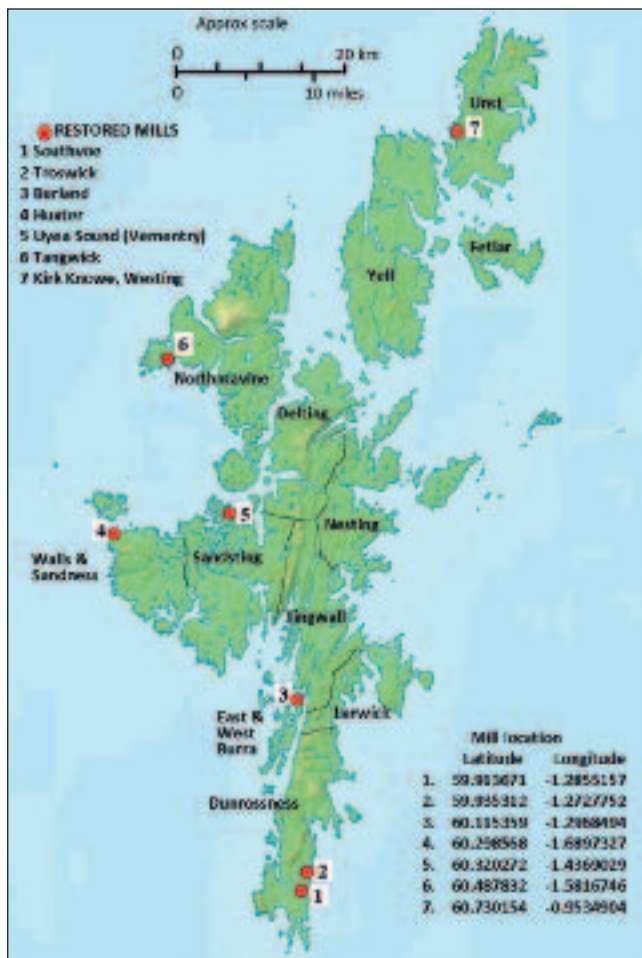 Approx scale
0 20 km
0 10 miles
RESTORED MILLS
1 Southvoe
2 Troswick
3 Burland
4 Huxter
5 Uyea Sound (Vementry)
6 Tangwick
7 Kirk Knowe, Westing
Unst
7
Fetlar
Yell
6
Northmavine
Delting
5
4
Nesting
Walls &
Sandness
Sandsting
Tingwall
3
East &
West
Burra
Lerwick
Dunrossness
2
1
Mill location
Latitude Longitude
1. 59.913671 -1.2855157
2. 59.935312 -1.2727752
3. 60.115359 -1.2968494
4. 60.298568 -1.6897327
5. 60.320272 -1.4369029
6. 60.487832 -1.5816746
7. 60.730154 -0.9534904